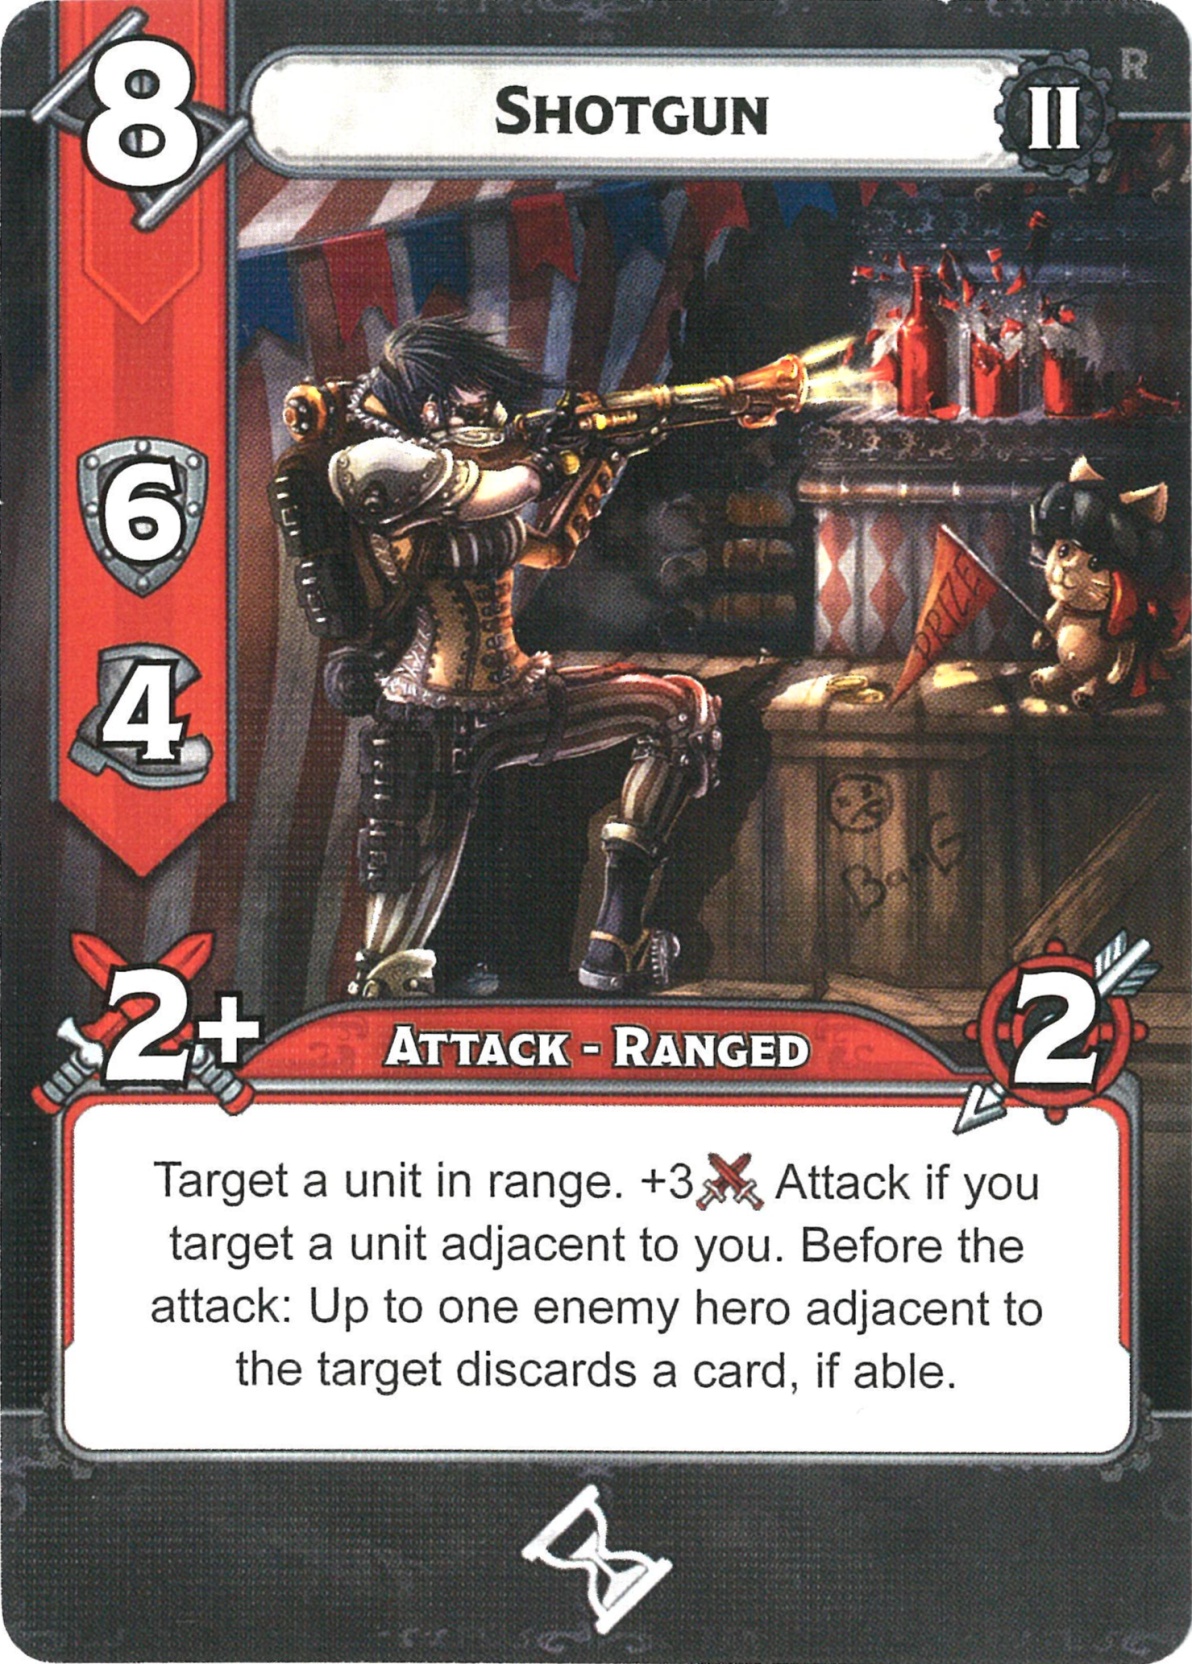 8
SHOTGUN
II
R
6
4
PRIZE
BanG
2+
ATTACK - RANGED
2
Target a unit in range. +3 Attack if you
target a unit adjacent to you. Before the
attack: Up to one enemy hero adjacent to
the target discards a card, if able.